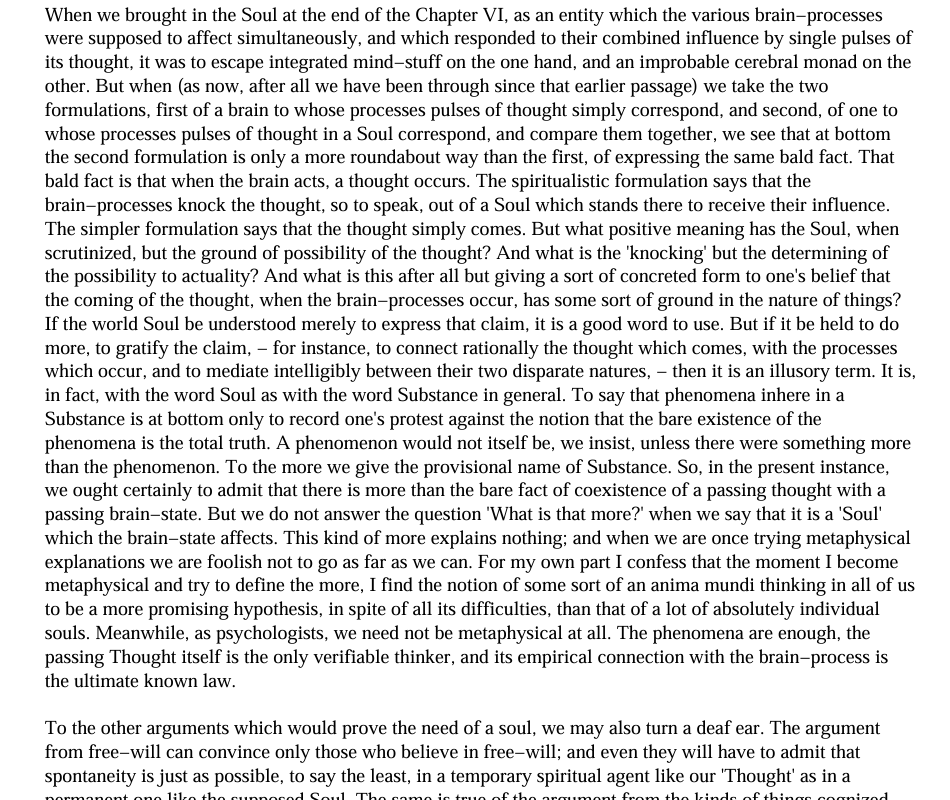 When we brought in the Soul at the end of the Chapter VI, as an entity which the various brain−processes
were supposed to affect simultaneously, and which responded to their combined influence by single pulses of
its thought, it was to escape integrated mind−stuff on the one hand, and an improbable cerebral monad on the
other. But when (as now, after all we have been through since that earlier passage) we take the two
formulations, first of a brain to whose processes pulses of thought simply correspond, and second, of one to
whose processes pulses of thought in a Soul correspond, and compare them together, we see that at bottom
the second formulation is only a more roundabout way than the first, of expressing the same bald fact. That
bald fact is that when the brain acts, a thought occurs. The spiritualistic formulation says that the
brain−processes knock the thought, so to speak, out of a Soul which stands there to receive their influence.
The simpler formulation says that the thought simply comes. But what positive meaning has the Soul, when
scrutinized, but the ground of possibility of the thought? And what is the 'knocking' but the determining of
the possibility to actuality? And what is this after all but giving a sort of concreted form to one's belief that
the coming of the thought, when the brain−processes occur, has some sort of ground in the nature of things?
If the world Soul be understood merely to express that claim, it is a good word to use. But if it be held to do
more, to gratify the claim, − for instance, to connect rationally the thought which comes, with the processes
which occur, and to mediate intelligibly between their two disparate natures, − then it is an illusory term. It is,
in fact, with the word Soul as with the word Substance in general. To say that phenomena inhere in a
Substance is at bottom only to record one's protest against the notion that the bare existence of the
phenomena is the total truth. A phenomenon would not itself be, we insist, unless there were something more
than the phenomenon. To the more we give the provisional name of Substance. So, in the present instance,
we ought certainly to admit that there is more than the bare fact of coexistence of a passing thought with a
passing brain−state. But we do not answer the question 'What is that more?' when we say that it is a 'Soul'
which the brain−state affects. This kind of more explains nothing; and when we are once trying metaphysical
explanations we are foolish not to go as far as we can. For my own part I confess that the moment I become
metaphysical and try to define the more, I find the notion of some sort of an anima mundi thinking in all of us
to be a more promising hypothesis, in spite of all its difficulties, than that of a lot of absolutely individual
souls. Meanwhile, as psychologists, we need not be metaphysical at all. The phenomena are enough, the
passing Thought itself is the only verifiable thinker, and its empirical connection with the brain−process is
the ultimate known law.
To the other arguments which would prove the need of a soul, we may also turn a deaf ear. The argument
from free−will can convince only those who believe in free−will; and even they will have to admit that
spontaneity is just as possible, to say the least, in a temporary spiritual agent like our 'Thought' as in a
permanent one like the supposed Soul. The same is true of the argument from the kinds of things cognized